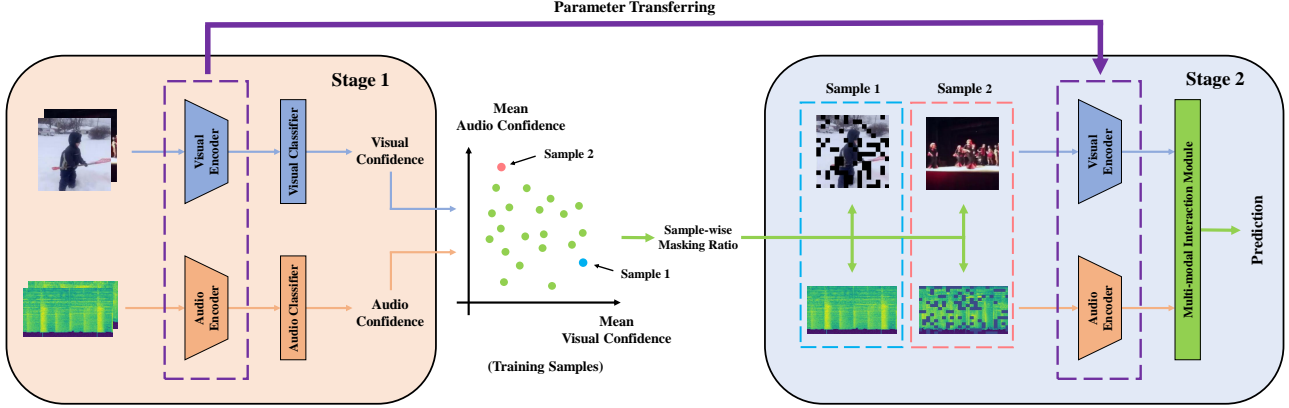 Parameter Transferring
Stage 1
Visual
Encoder
Visual Classifier
Visual
Confidence
Audio
Encoder
Audio Classifier
Audio
Confidence
Mean
Audio Confidence
Sample 2
Sample 1
Mean
Visual Confidence
(Training Samples)
Sample-wise
Masking Ratio
Stage 2
Sample 1
Sample 2
Visual
Encoder
Audio
Encoder
Multi-modal Interaction Module
Prediction